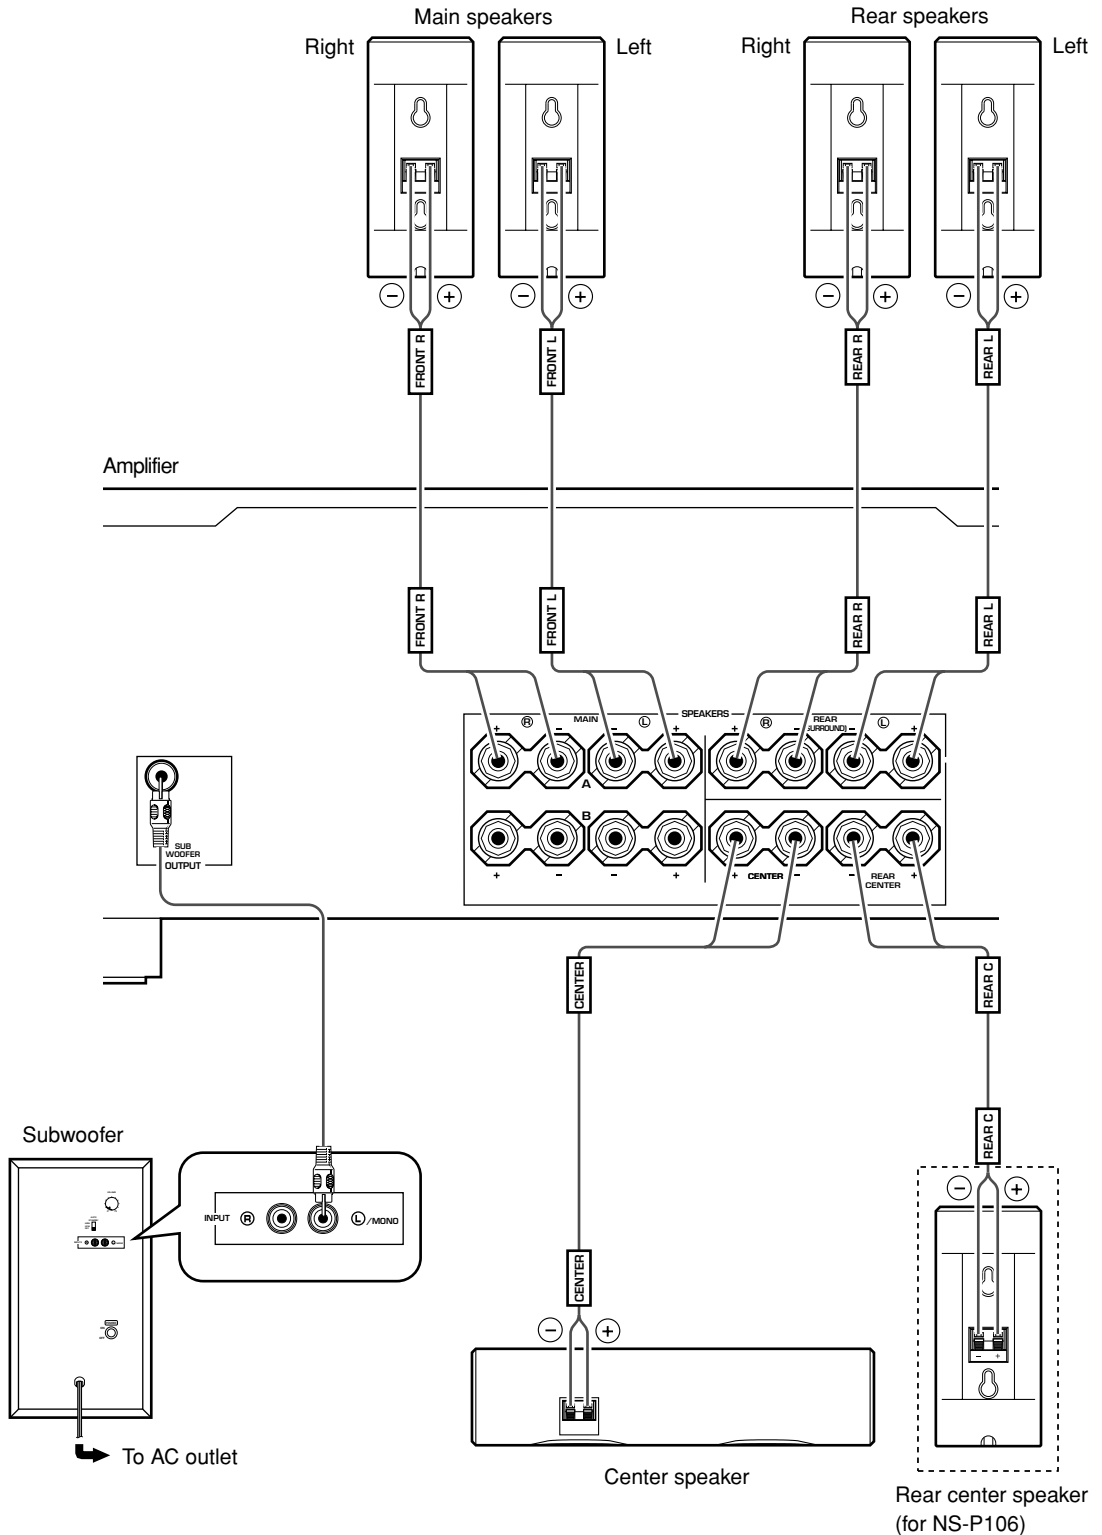 Main speakers
Rear speakers
Right
Left
Right
Left
− + − + − + − +
FRONT R
FRONT L
REAR R
REAR L
Amplifier
FRONT R
FRONT L
REAR R
REAR L
SPEAKERS
+ R − MAIN − L +
+ R − REAR (SURROUND) − L +
A
B
+ − − +
+ CENTER −
− REAR CENTER +
SUB
WOOFER
OUTPUT
CENTER
REAR C
REAR C
Subwoofer
INPUT R L /MONO
CENTER
− +
− +
− +
To AC outlet
Center speaker
Rear center speaker
(for NS-P106)